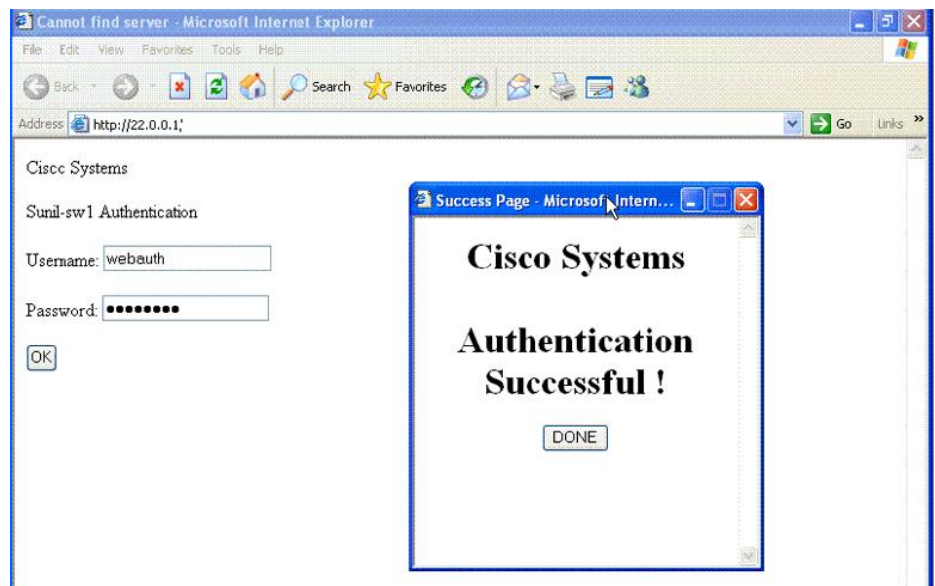 Cannot find server - Microsoft Internet Explorer
File Edit View Favorites Tools Help
Back Search Favorites
Address http://22.0.0.1,' Go Links »
Ciscc Systems
Sunil-sw1 Authentication
Username: webauth
Password: ●●●●●●●●
OK
Success Page - Microsoft Intern...
Cisco Systems
Authentication
Successful !
DONE